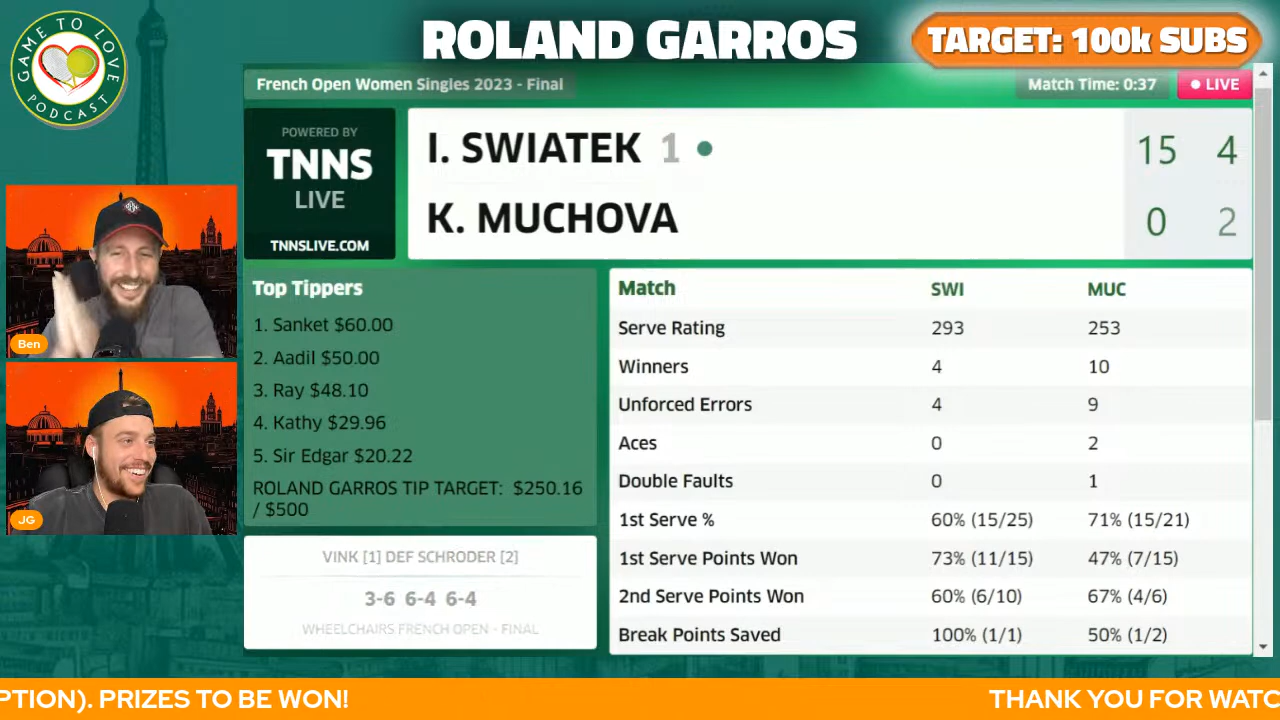 GAME TO LOVE
PODCAST
ROLAND GARROS
TARGET: 100k SUBS
French Open Women Singles 2023 - Final
Match Time: 0:37
LIVE
POWERED BY
TNNS
LIVE
TNNSLIVE.COM
I. SWIATEK 1 15 4
K. MUCHOVA 0 2
Ben
JG
Top Tippers
1. Sanket $60.00
2. Aadil $50.00
3. Ray $48.10
4. Kathy $29.96
5. Sir Edgar $20.22
ROLAND GARROS TIP TARGET: $250.16
/ $500
VINK [1] DEF SCHRODER [2]
3-6 6-4 6-4
WHEELCHAIRS FRENCH OPEN - FINAL
Match SWI MUC
Serve Rating 293 253
Winners 4 10
Unforced Errors 4 9
Aces 0 2
Double Faults 0 1
1st Serve % 60% (15/25) 71% (15/21)
1st Serve Points Won 73% (11/15) 47% (7/15)
2nd Serve Points Won 60% (6/10) 67% (4/6)
Break Points Saved 100% (1/1) 50% (1/2)
PTION). PRIZES TO BE WON! THANK YOU FOR WATC